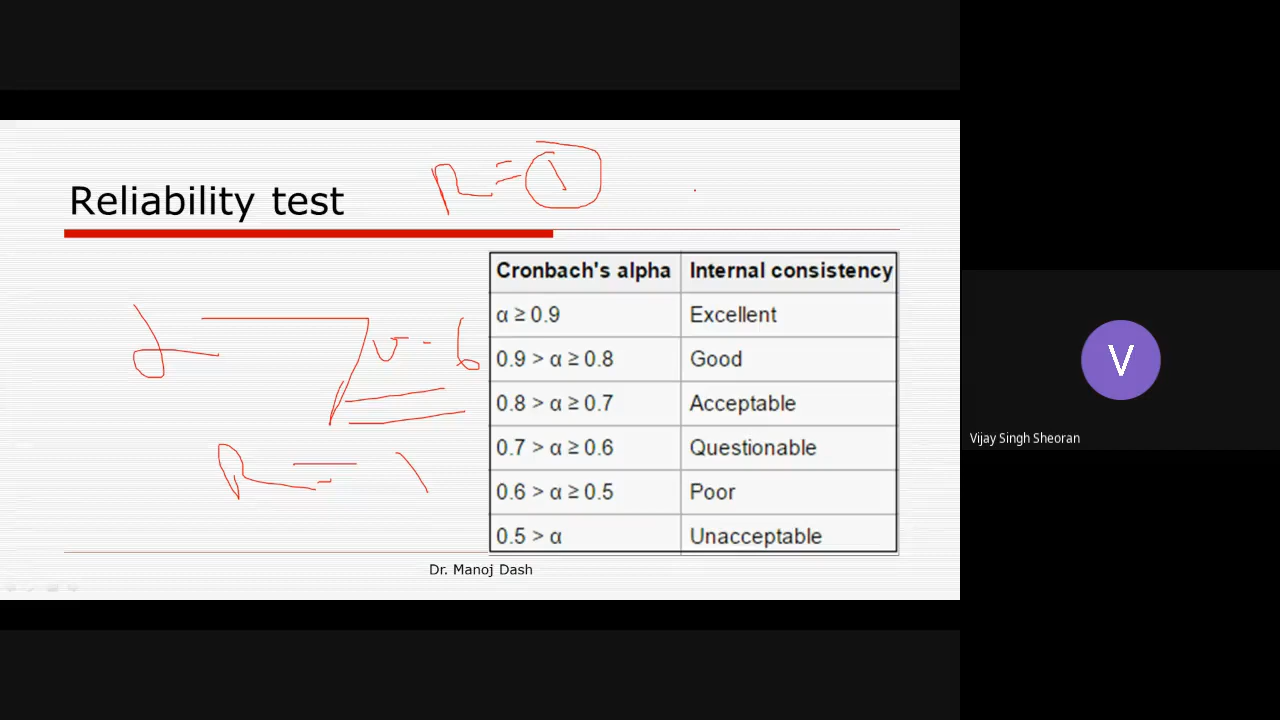 R = 1
Reliability test
Cronbach's alpha Internal consistency
α ≥ 0.9 Excellent
0.9 > α ≥ 0.8 Good
0.8 > α ≥ 0.7 Acceptable
0.7 > α ≥ 0.6 Questionable
0.6 > α ≥ 0.5 Poor
0.5 > α Unacceptable
R = 1
Dr. Manoj Dash
V
Vijay Singh Sheoran